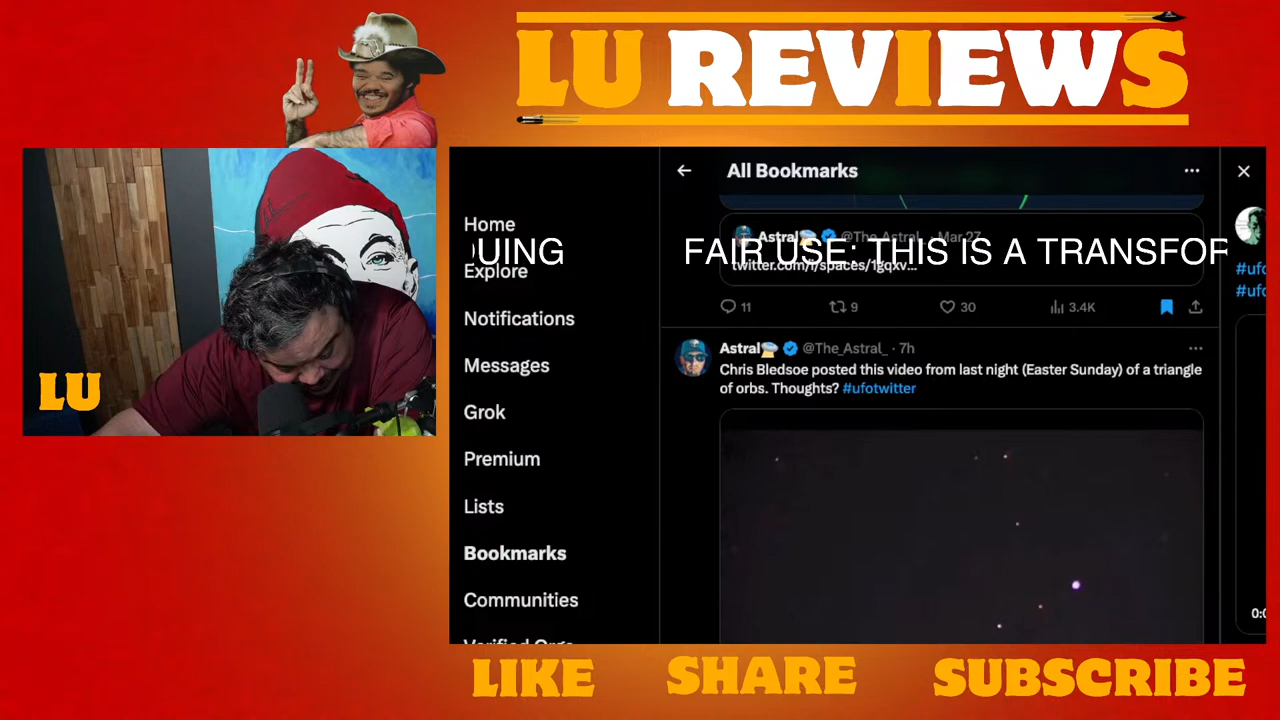 LU REVIEWS
LU
Home
Explore
Notifications
Messages
Grok
Premium
Lists
Bookmarks
Communities
All Bookmarks
UING FAIR USE: THIS IS A TRANSFOR
Astral @The_Astral_ · Mar 27
twitter.com/i/spaces/1gqxv...
11 9 30 3.4K
Astral @The_Astral_ · 7h
Chris Bledsoe posted this video from last night (Easter Sunday) of a triangle
of orbs. Thoughts? #ufotwitter
#ufo
#ufo
LIKE SHARE SUBSCRIBE